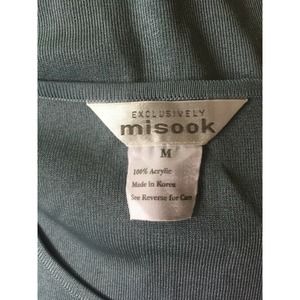 EXCLUSIVELY
misook
M
100% Acrylic
Made in Korea
See Reverse for Care